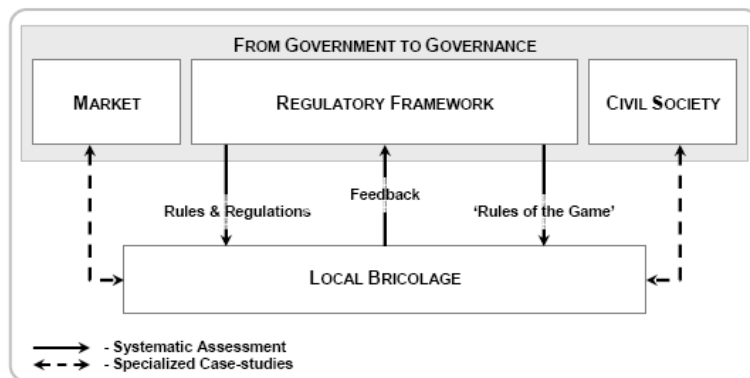 FROM GOVERNMENT TO GOVERNANCE
MARKET
REGULATORY FRAMEWORK
CIVIL SOCIETY
Rules & Regulations
Feedback
‘Rules of the Game’
LOCAL BRICOLAGE
- Systematic Assessment
- Specialized Case-studies